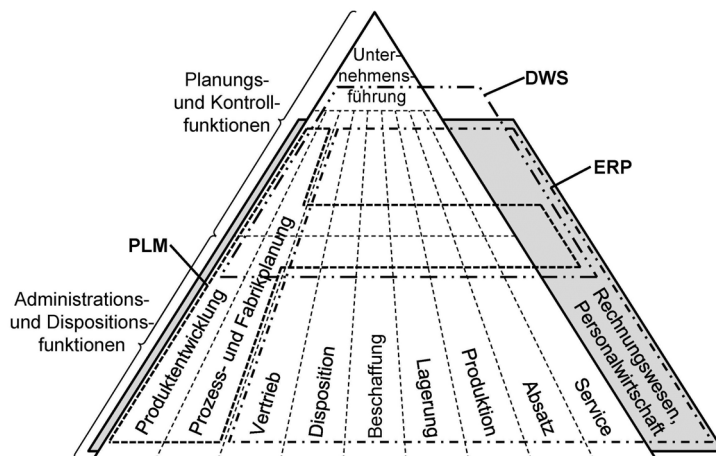 Unter-
nehmens-
führung
Planungs-
und Kontroll-
funktionen
DWS
ERP
PLM
Administrations-
und Dispositions-
funktionen
Produktentwicklung
Prozess- und Fabrikplanung
Vertrieb
Disposition
Beschaffung
Lagerung
Produktion
Absatz
Service
Rechnungswesen,
Personalwirtschaft